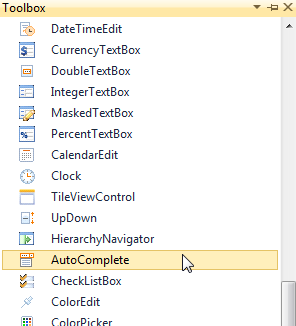 Toolbox
DateTimeEdit
CurrencyTextBox
DoubleTextBox
IntegerTextBox
MaskedTextBox
PercentTextBox
CalendarEdit
Clock
TileViewControl
UpDown
HierarchyNavigator
AutoComplete
CheckListBox
ColorEdit
ColorPicker